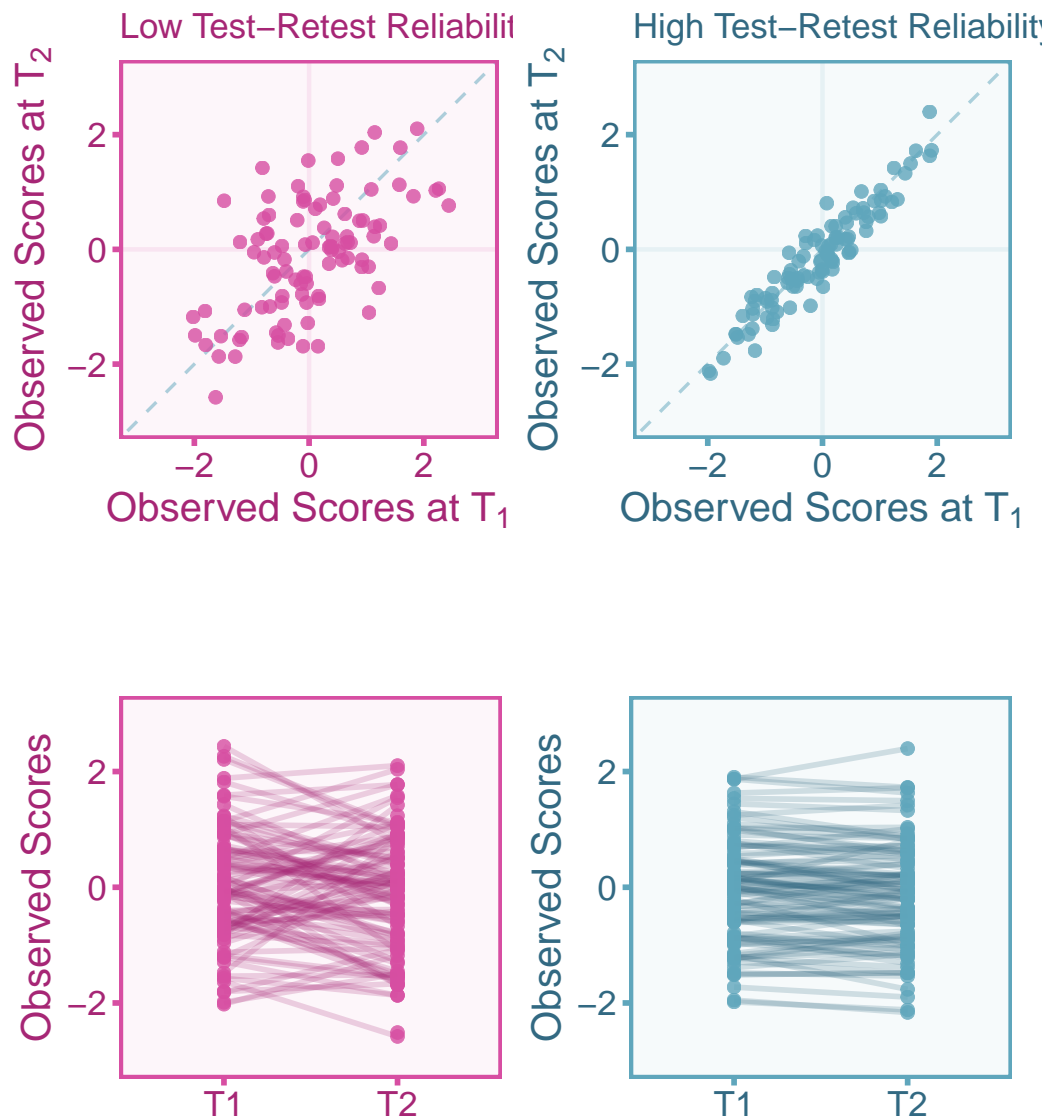 Low Test−Retest Reliabilit
High Test−Retest Reliability
Observed Scores at T2
2
0
−2
−2 0 2
Observed Scores at T1
Observed Scores at T2
2
0
−2
−2 0 2
Observed Scores at T1
Observed Scores
2
0
−2
T1 T2
Observed Scores
2
0
−2
T1 T2